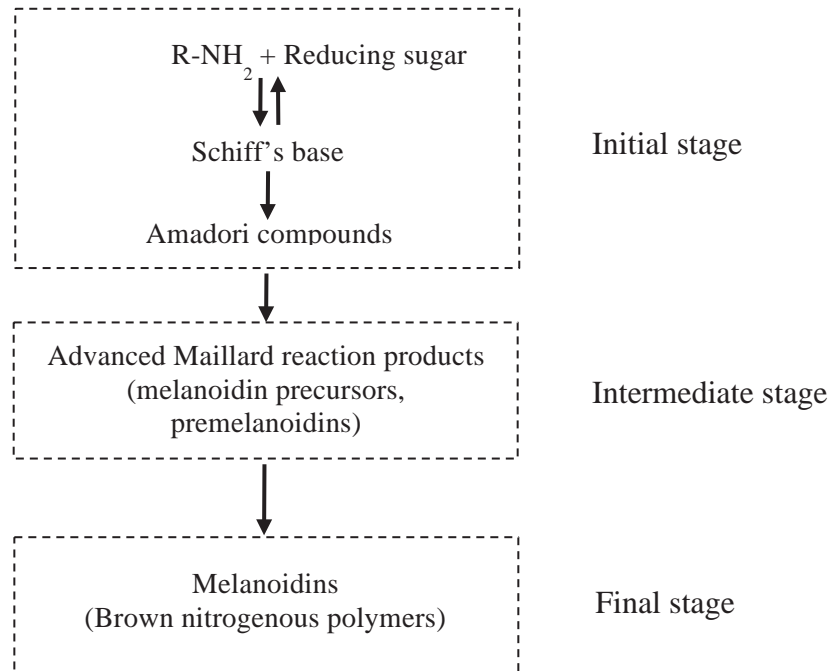 R-NH2 + Reducing sugar
Schiff’s base
Initial stage
Amadori compounds
Advanced Maillard reaction products
(melanoidin precursors,
premelanoidins)
Intermediate stage
Melanoidins
(Brown nitrogenous polymers)
Final stage